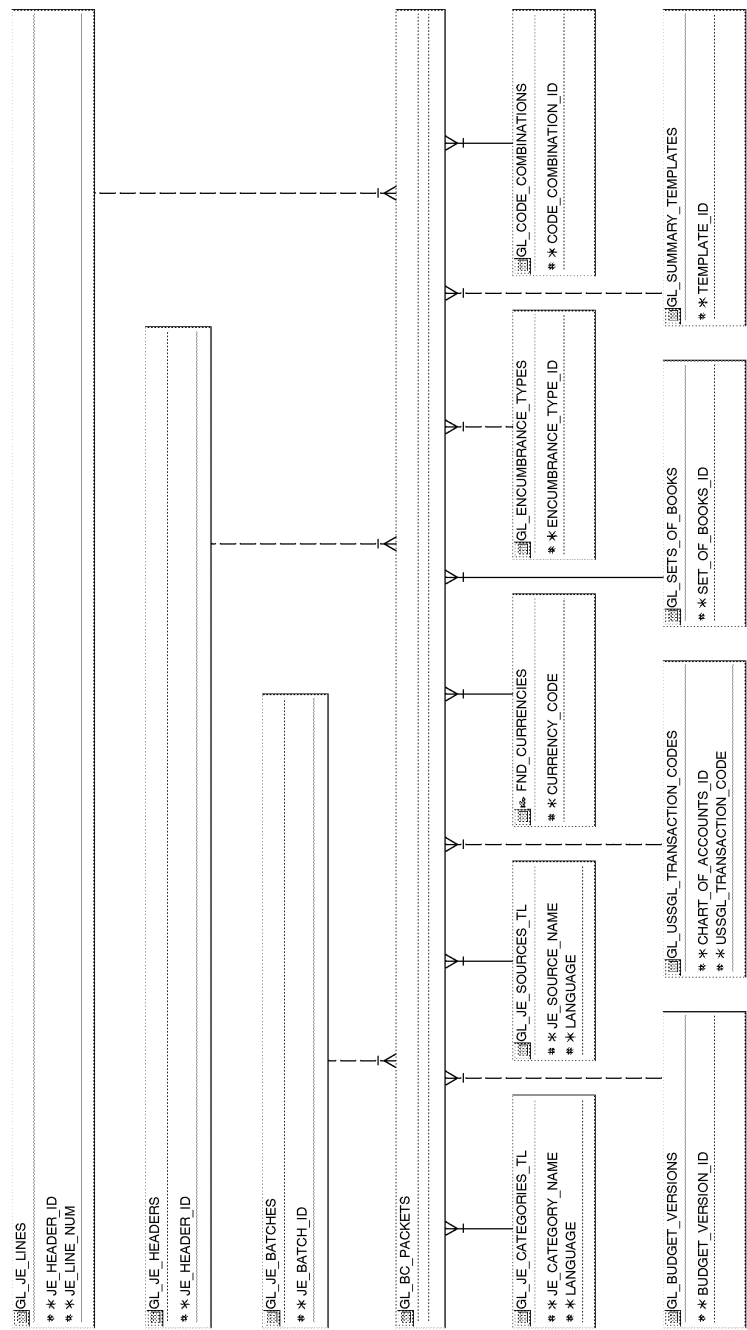 GL_JE_LINES
# * JE_HEADER_ID
# * JE_LINE_NUM
GL_JE_HEADERS
# * JE_HEADER_ID
GL_JE_BATCHES
# * JE_BATCH_ID
GL_BC_PACKETS
GL_JE_CATEGORIES_TL
# * JE_CATEGORY_NAME
# * LANGUAGE
GL_JE_SOURCES_TL
# * JE_SOURCE_NAME
# * LANGUAGE
FND_CURRENCIES
# * CURRENCY_CODE
GL_ENCUMBRANCE_TYPES
# * ENCUMBRANCE_TYPE_ID
GL_CODE_COMBINATIONS
# * CODE_COMBINATION_ID
GL_BUDGET_VERSIONS
# * BUDGET_VERSION_ID
GL_USSGL_TRANSACTION_CODES
# * CHART_OF_ACCOUNTS_ID
# * USSGL_TRANSACTION_CODE
GL_SETS_OF_BOOKS
# * SET_OF_BOOKS_ID
GL_SUMMARY_TEMPLATES
# * TEMPLATE_ID